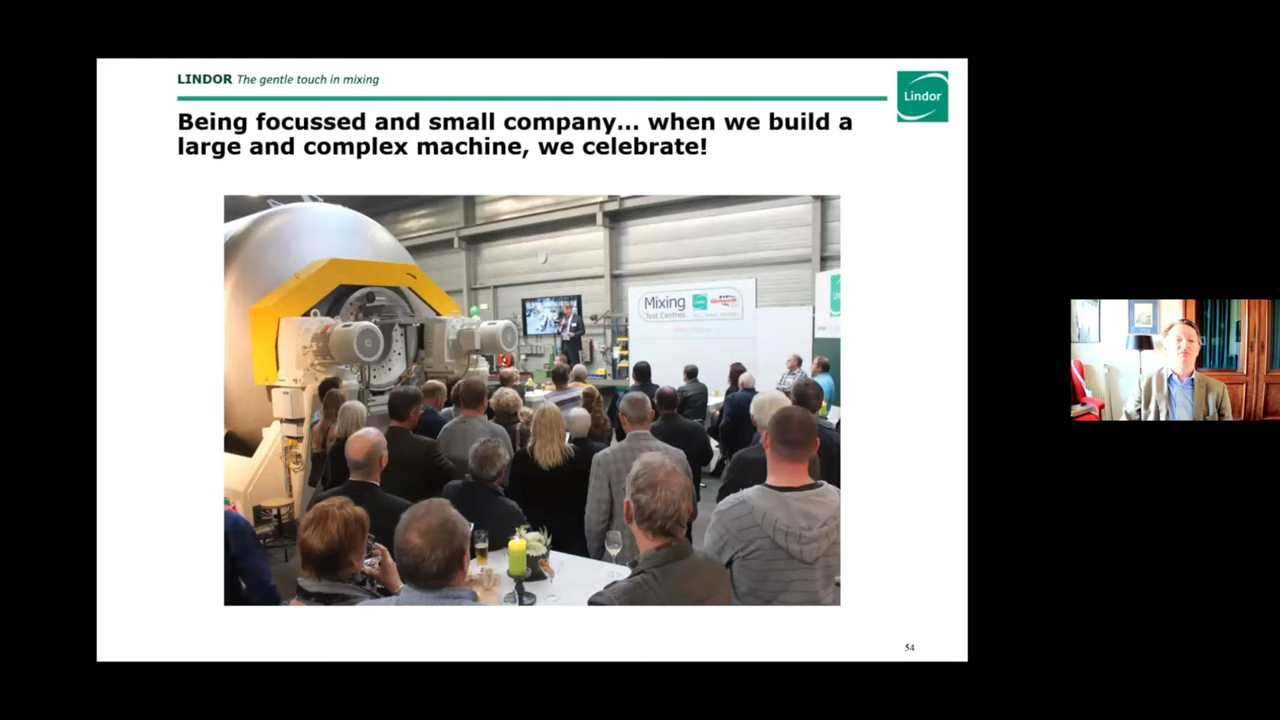 LINDOR The gentle touch in mixing
Lindor
Being focussed and small company... when we build a
large and complex machine, we celebrate!
Mixing
Test Centres
Lindor
54